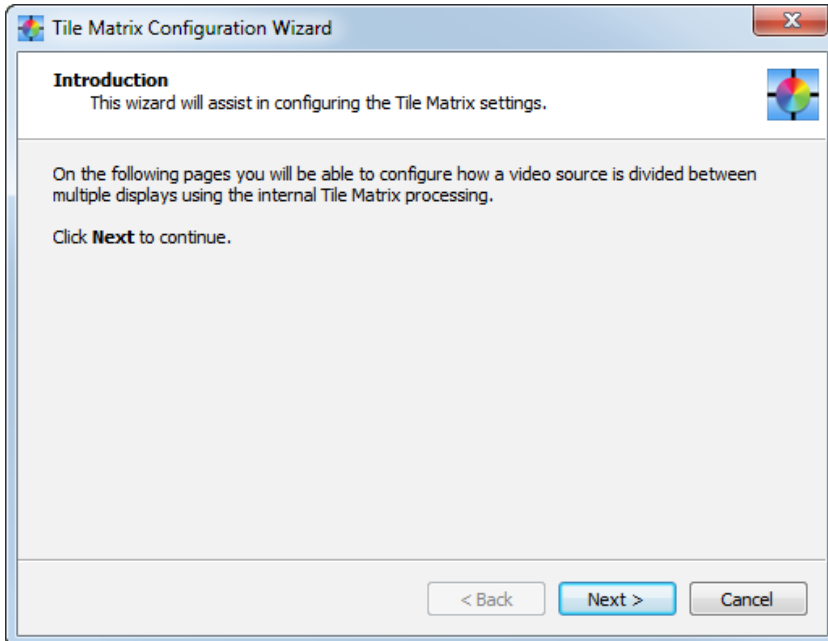 Tile Matrix Configuration Wizard
Introduction
This wizard will assist in configuring the Tile Matrix settings.
On the following pages you will be able to configure how a video source is divided between
multiple displays using the internal Tile Matrix processing.
Click Next to continue.
< Back Next > Cancel